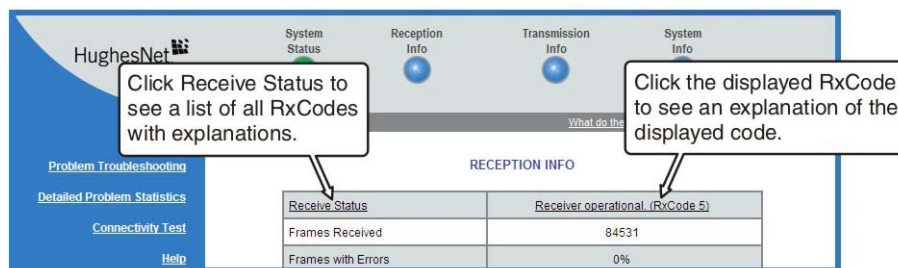 HughesNet
System Status
Reception Info
Transmission Info
System Info
Click Receive Status to
see a list of all RxCodes
with explanations.
Click the displayed RxCode
to see an explanation of the
displayed code.
What do the
Problem Troubleshooting
Detailed Problem Statistics
Connectivity Test
Help
RECEPTION INFO
Receive Status
Receiver operational. (RxCode 5)
Frames Received
84531
Frames with Errors
0%